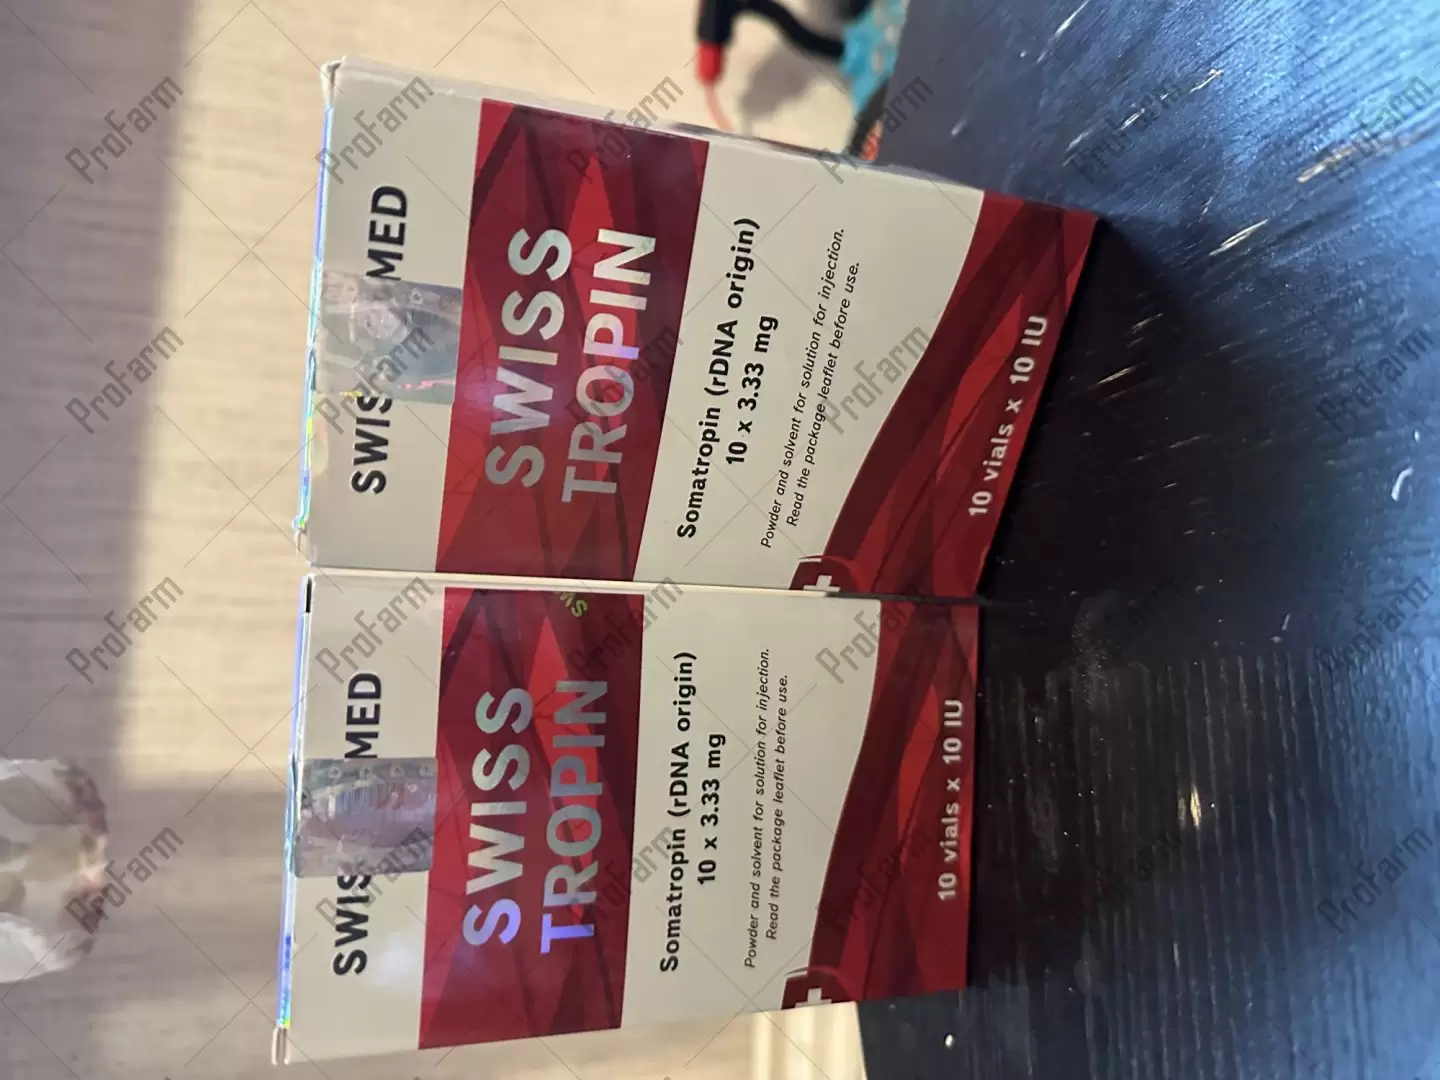 SWIS MED
SWISS
TROPIN
Somatropin (rDNA origin)
10 x 3.33 mg
Powder and solvent for solution for injection.
Read the package leaflet before use.
10 vials x 10 IU
SWIS MED
SWISS
TROPIN
Somatropin (rDNA origin)
10 x 3.33 mg
Powder and solvent for solution for injection.
Read the package leaflet before use.
10 vials x 10 IU
ProFarm